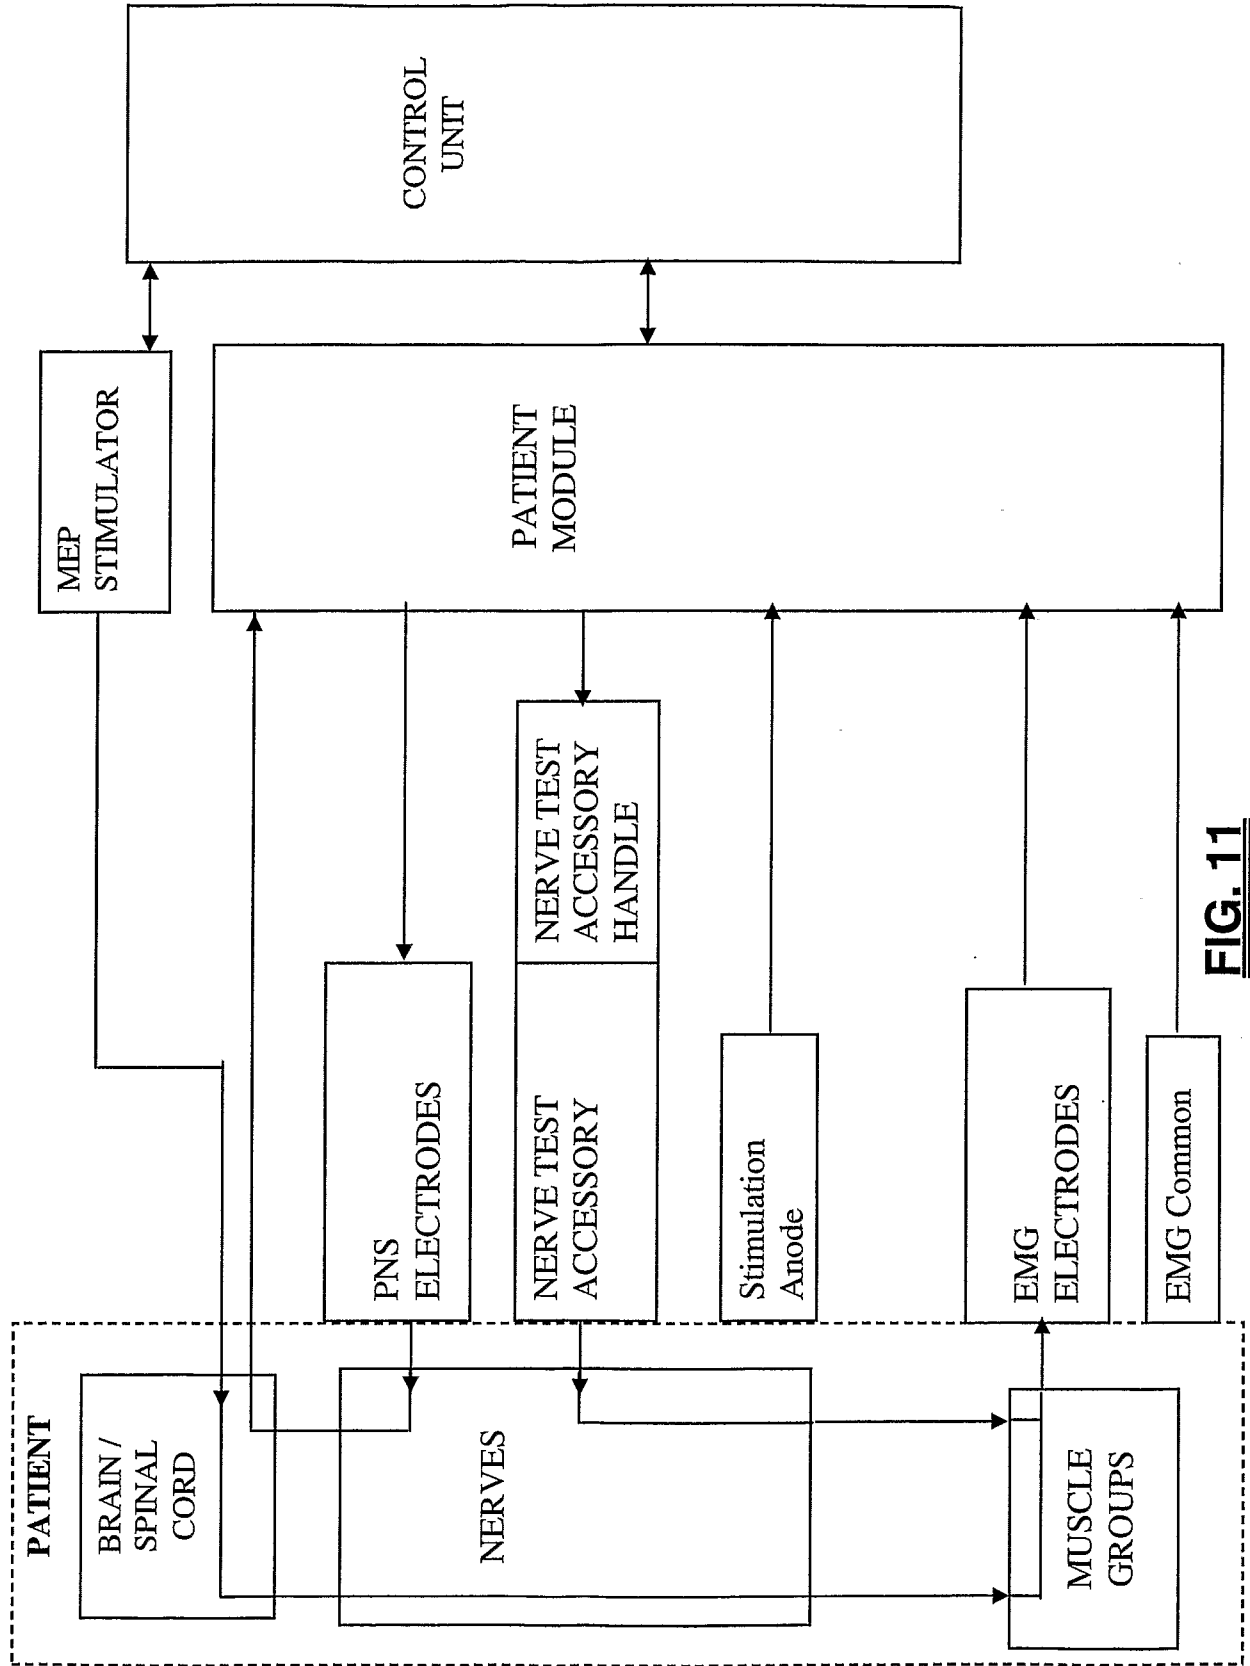 PATIENT
BRAIN /
SPINAL
CORD
NERVES
MUSCLE
GROUPS
PNS
ELECTRODES
NERVE TEST
ACCESSORY
NERVE TEST
ACCESSORY
HANDLE
Stimulation
Anode
EMG
ELECTRODES
EMG Common
MEP
STIMULATOR
PATIENT
MODULE
CONTROL
UNIT
FIG. 11